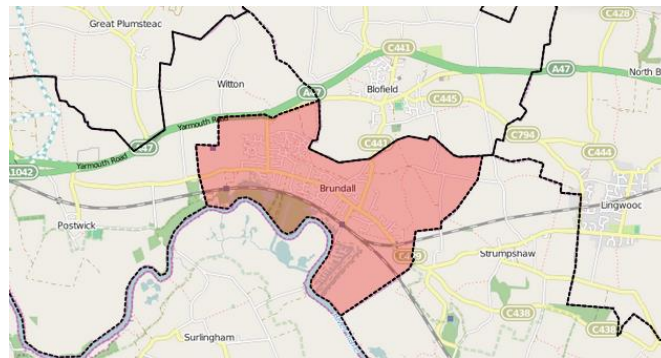 Great Plumsteac
C441
C428
A47
A47
North B
Witton
Blofield
C445
Yarmouth Road
C794
C441
Yarmouth Road
A47
C444
A1042
Brundall
Lingwooc
Postwick
Strumpshaw
C438
C438
Surlingham